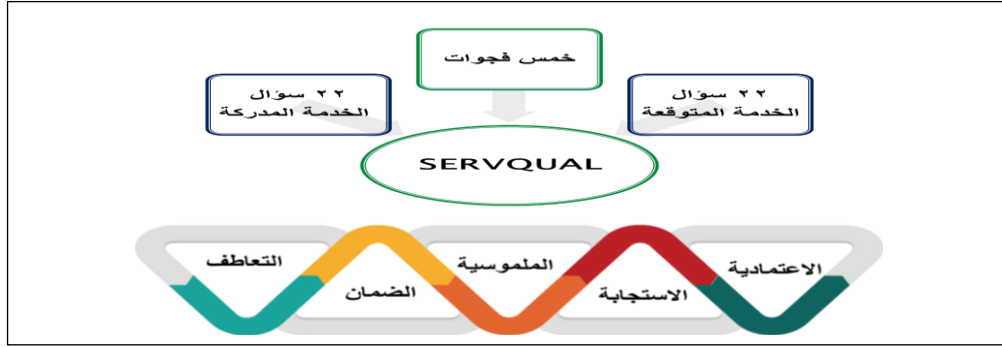 خمس فجوات
٢٢ سؤال
الخدمة المتوقعة
٢٢ سؤال
الخدمة المدركة
SERVQUAL
الاعتمادية
الاستجابة
الملموسية
الضمان
التعاطف